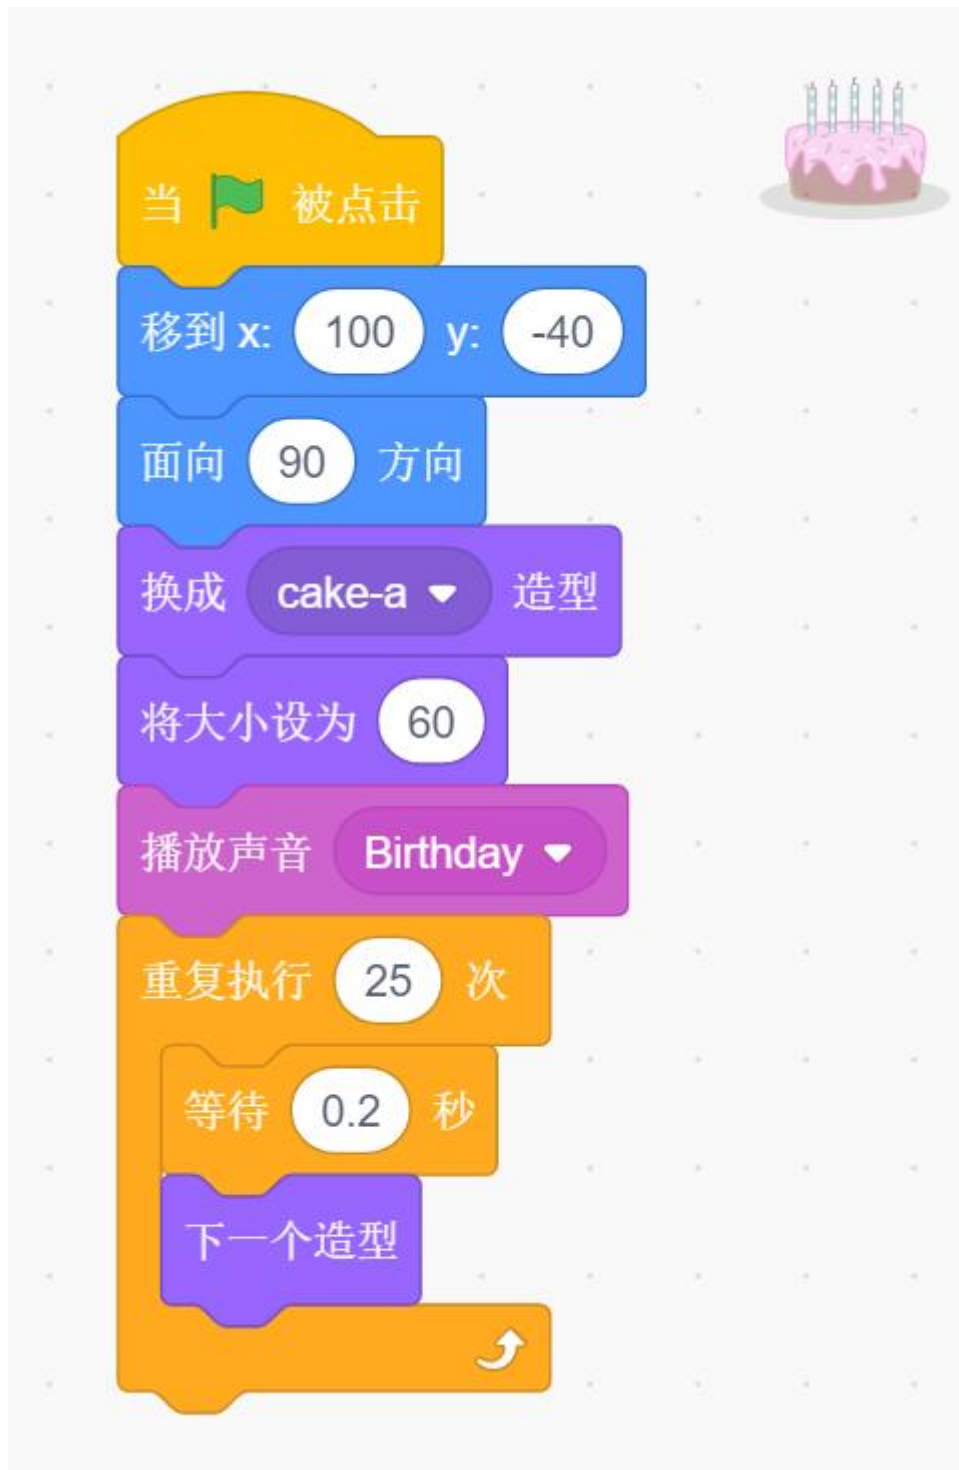 当 被点击
移到 x: 100 y: -40
面向 90 方向
换成 cake-a 造型
将大小设为 60
播放声音 Birthday
重复执行 25 次
等待 0.2 秒
下一个造型